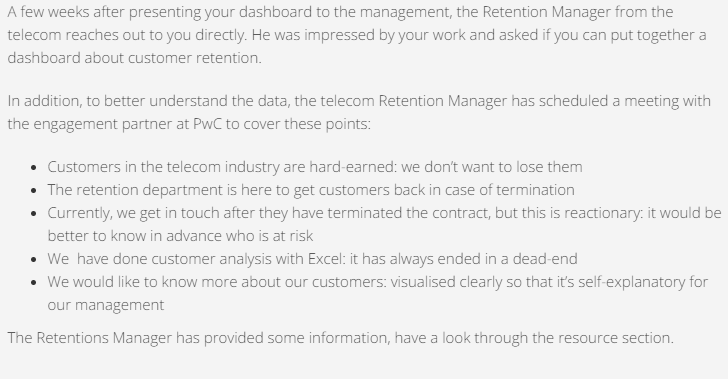 A few weeks after presenting your dashboard to the management, the Retention Manager from the
telecom reaches out to you directly. He was impressed by your work and asked if you can put together a
dashboard about customer retention.
In addition, to better understand the data, the telecom Retention Manager has scheduled a meeting with
the engagement partner at PwC to cover these points:
• Customers in the telecom industry are hard-earned: we don’t want to lose them
• The retention department is here to get customers back in case of termination
• Currently, we get in touch after they have terminated the contract, but this is reactionary: it would be
better to know in advance who is at risk
• We  have done customer analysis with Excel: it has always ended in a dead-end
• We would like to know more about our customers: visualised clearly so that it’s self-explanatory for
our management
The Retentions Manager has provided some information, have a look through the resource section.